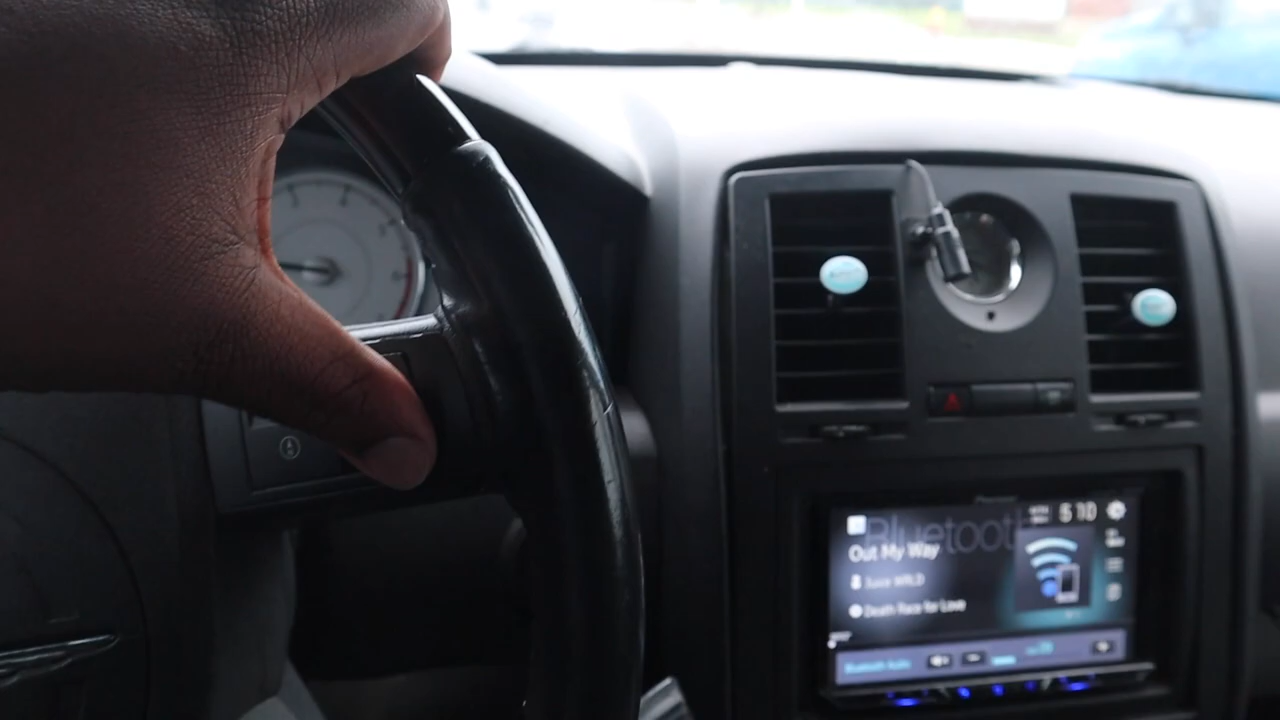 Bluetooth
5 10
Out My Way
Juice WRLD
Death Race for Love
Bluetooth Audio